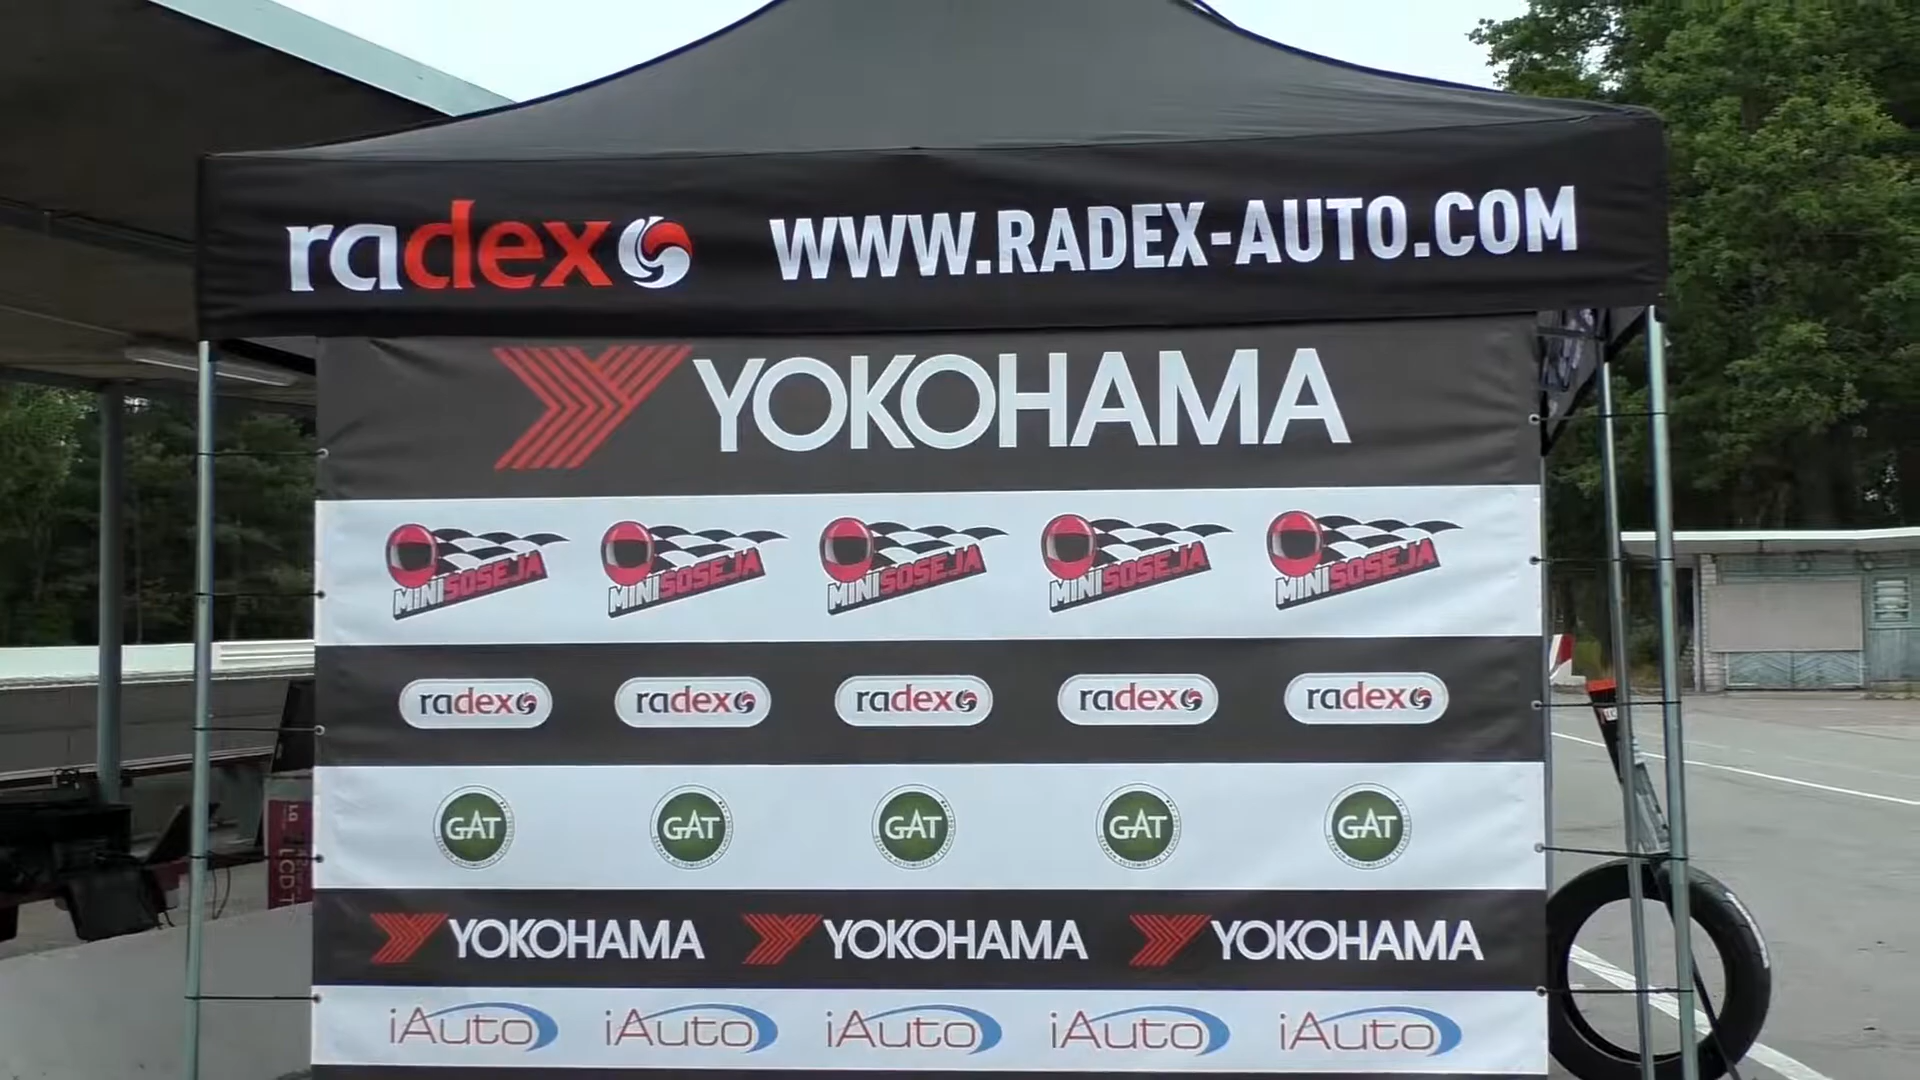 radex WWW.RADEX-AUTO.COM
YOKOHAMA
MINISOSEJA MINISOSEJA MINISOSEJA MINISOSEJA MINISOSEJA
radex radex radex radex radex
GAT GAT GAT GAT GAT
YOKOHAMA YOKOHAMA YOKOHAMA
iAuto iAuto iAuto iAuto iAuto
LCD-T